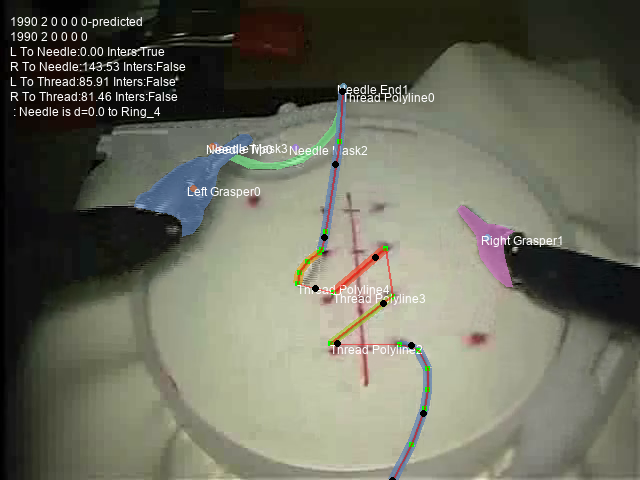 1990 2 0 0 0 0-predicted
1990 2 0 0 0 0
L To Needle:0.00 Inters:True
R To Needle:143.53 Inters:False
L To Thread:85.91 Inters:False
R To Thread:81.46 Inters:False
: Needle is d=0.0 to Ring_4
Needle End1
Thread Polyline0
Needle Mask2
Left Grasper0
Right Grasper1
Thread Polyline4
Thread Polyline3
Thread Polyline2